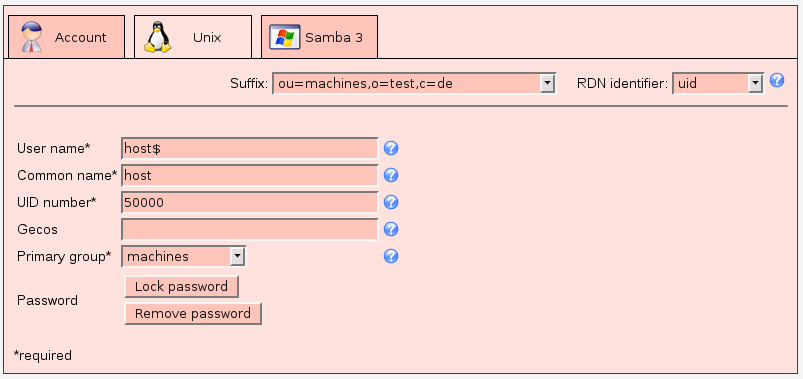 Account Unix Samba 3
Suffix: ou=machines,o=test,c=de RDN identifier: uid
User name* host$
Common name* host
UID number* 50000
Gecos
Primary group* machines
Password
Lock password
Remove password
*required